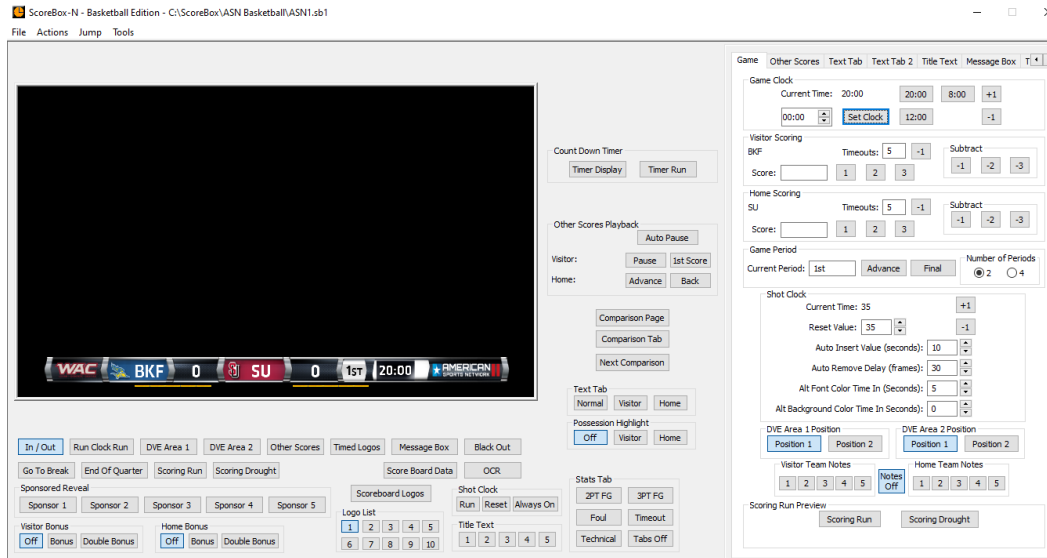 ScoreBox-N - Basketball Edition - C:\ScoreBox\ASN Basketball\ASN1.sb1
File Actions Jump Tools
WAC BKF 0 SU 0 1ST 20:00 AMERICAN
SPORTS NETWORK
Count Down Timer
Timer Display Timer Run
Other Scores Playback
Auto Pause
Visitor: Pause 1st Score
Home: Advance Back
Comparison Page
Comparison Tab
Next Comparison
Text Tab
Normal Visitor Home
Possession Highlight
Off Visitor Home
In / Out Run Clock Run DVE Area 1 DVE Area 2 Other Scores Timed Logos Message Box Black Out
Go To Break End Of Quarter Scoring Run Scoring Drought Score Board Data OCR
Sponsored Reveal
Sponsor 1 Sponsor 2 Sponsor 3 Sponsor 4 Sponsor 5
Visitor Bonus
Off Bonus Double Bonus
Home Bonus
Off Bonus Double Bonus
Scoreboard Logos
Logo List
1 2 3 4 5
6 7 8 9 10
Shot Clock
Run Reset Always On
Title Text
1 2 3 4 5
Stats Tab
2PT FG 3PT FG
Foul Timeout
Technical Tabs Off
Game Other Scores Text Tab Text Tab 2 Title Text Message Box T
Game Clock
Current Time: 20:00 20:00 8:00 +1
00:00 Set Clock 12:00 -1
Visitor Scoring
BKF Timeouts: 5 -1
Score: 1 2 3
Subtract
-1 -2 -3
Home Scoring
SU Timeouts: 5 -1
Score: 1 2 3
Subtract
-1 -2 -3
Game Period
Current Period: 1st Advance Final
Number of Periods
2 4
Shot Clock
Current Time: 35 +1
Reset Value: 35 -1
Auto Insert Value (seconds): 10
Auto Remove Delay (frames): 30
Alt Font Color Time In (Seconds): 5
Alt Background Color Time In Seconds): 0
DVE Area 1 Position
Position 1 Position 2
DVE Area 2 Position
Position 1 Position 2
Visitor Team Notes
1 2 3 4 5
Notes
Off
Home Team Notes
1 2 3 4 5
Scoring Run Preview
Scoring Run Scoring Drought